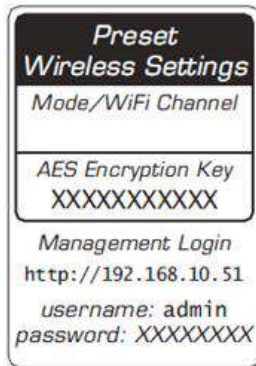 Preset
Wireless Settings
Mode/WiFi Channel
AES Encryption Key
XXXXXXXXXXX
Management Login
http://192.168.10.51
username: admin
password: XXXXXXXX